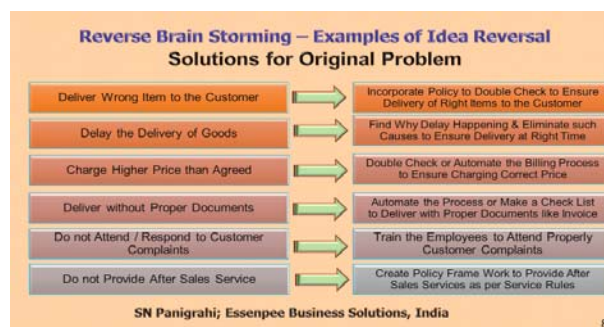 Reverse Brain Storming – Examples of Idea Reversal
Solutions for Original Problem
Deliver Wrong Item to the Customer
Incorporate Policy to Double Check to Ensure
Delivery of Right Items to the Customer
Delay the Delivery of Goods
Find Why Delay Happening & Eliminate such
Causes to Ensure Delivery at Right Time
Charge Higher Price than Agreed
Double Check or Automate the Billing Process
to Ensure Charging Correct Price
Deliver without Proper Documents
Automate the Process or Make a Check List
to Deliver with Proper Documents like Invoice
Do not Attend / Respond to Customer
Complaints
Train the Employees to Attend Properly
Customer Complaints
Do not Provide After Sales Service
Create Policy Frame Work to Provide After
Sales Services as per Service Rules
SN Panigrahi; Essenpee Business Solutions, India